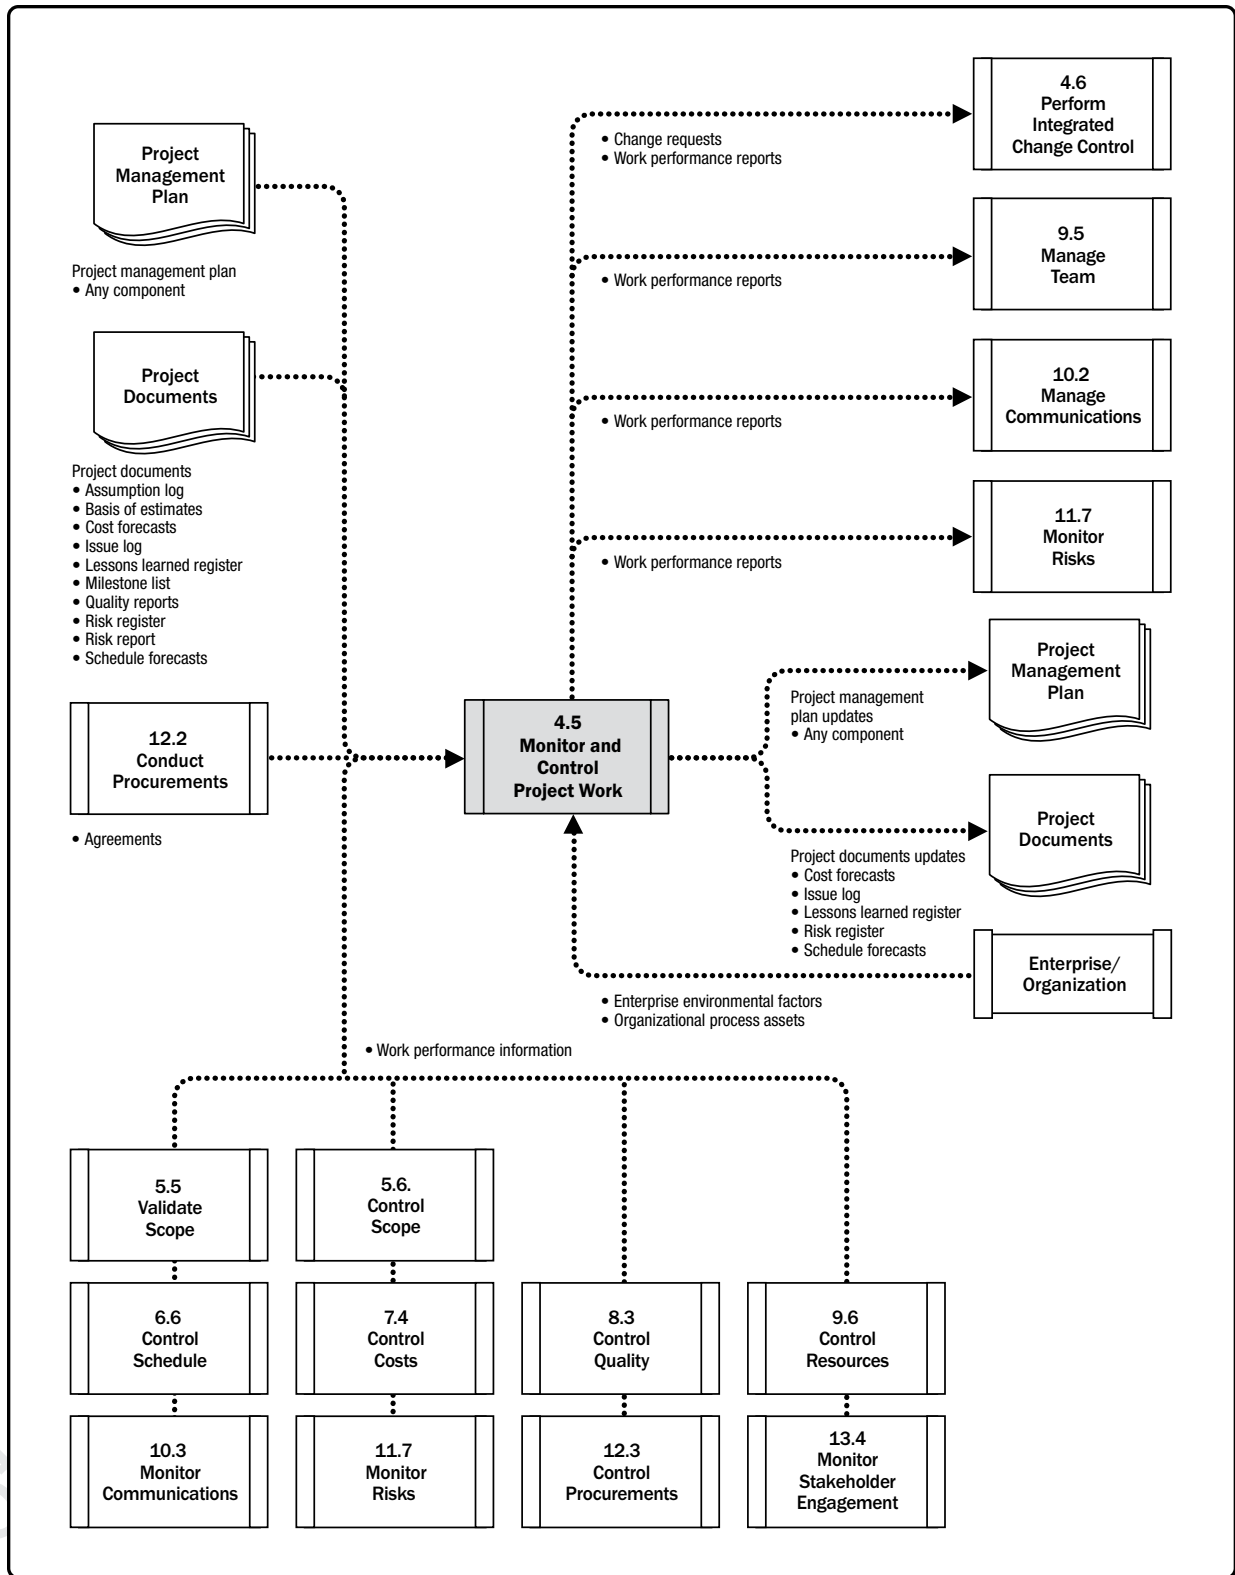 4.6
Perform
Integrated
Change Control
• Change requests
• Work performance reports
Project
Management
Plan
Project management plan
• Any component
9.5
Manage
Team
• Work performance reports
Project
Documents
Project documents
• Assumption log
• Basis of estimates
• Cost forecasts
• Issue log
• Lessons learned register
• Milestone list
• Quality reports
• Risk register
• Risk report
• Schedule forecasts
10.2
Manage
Communications
• Work performance reports
11.7
Monitor
Risks
• Work performance reports
12.2
Conduct
Procurements
• Agreements
4.5
Monitor and
Control
Project Work
Project
Management
Plan
Project management
plan updates
• Any component
Project
Documents
Project documents updates
• Cost forecasts
• Issue log
• Lessons learned register
• Risk register
• Schedule forecasts
Enterprise/
Organization
• Enterprise environmental factors
• Organizational process assets
• Work performance information
5.5
Validate
Scope
5.6.
Control
Scope
6.6
Control
Schedule
7.4
Control
Costs
8.3
Control
Quality
9.6
Control
Resources
10.3
Monitor
Communications
11.7
Monitor
Risks
12.3
Control
Procurements
13.4
Monitor
Stakeholder
Engagement